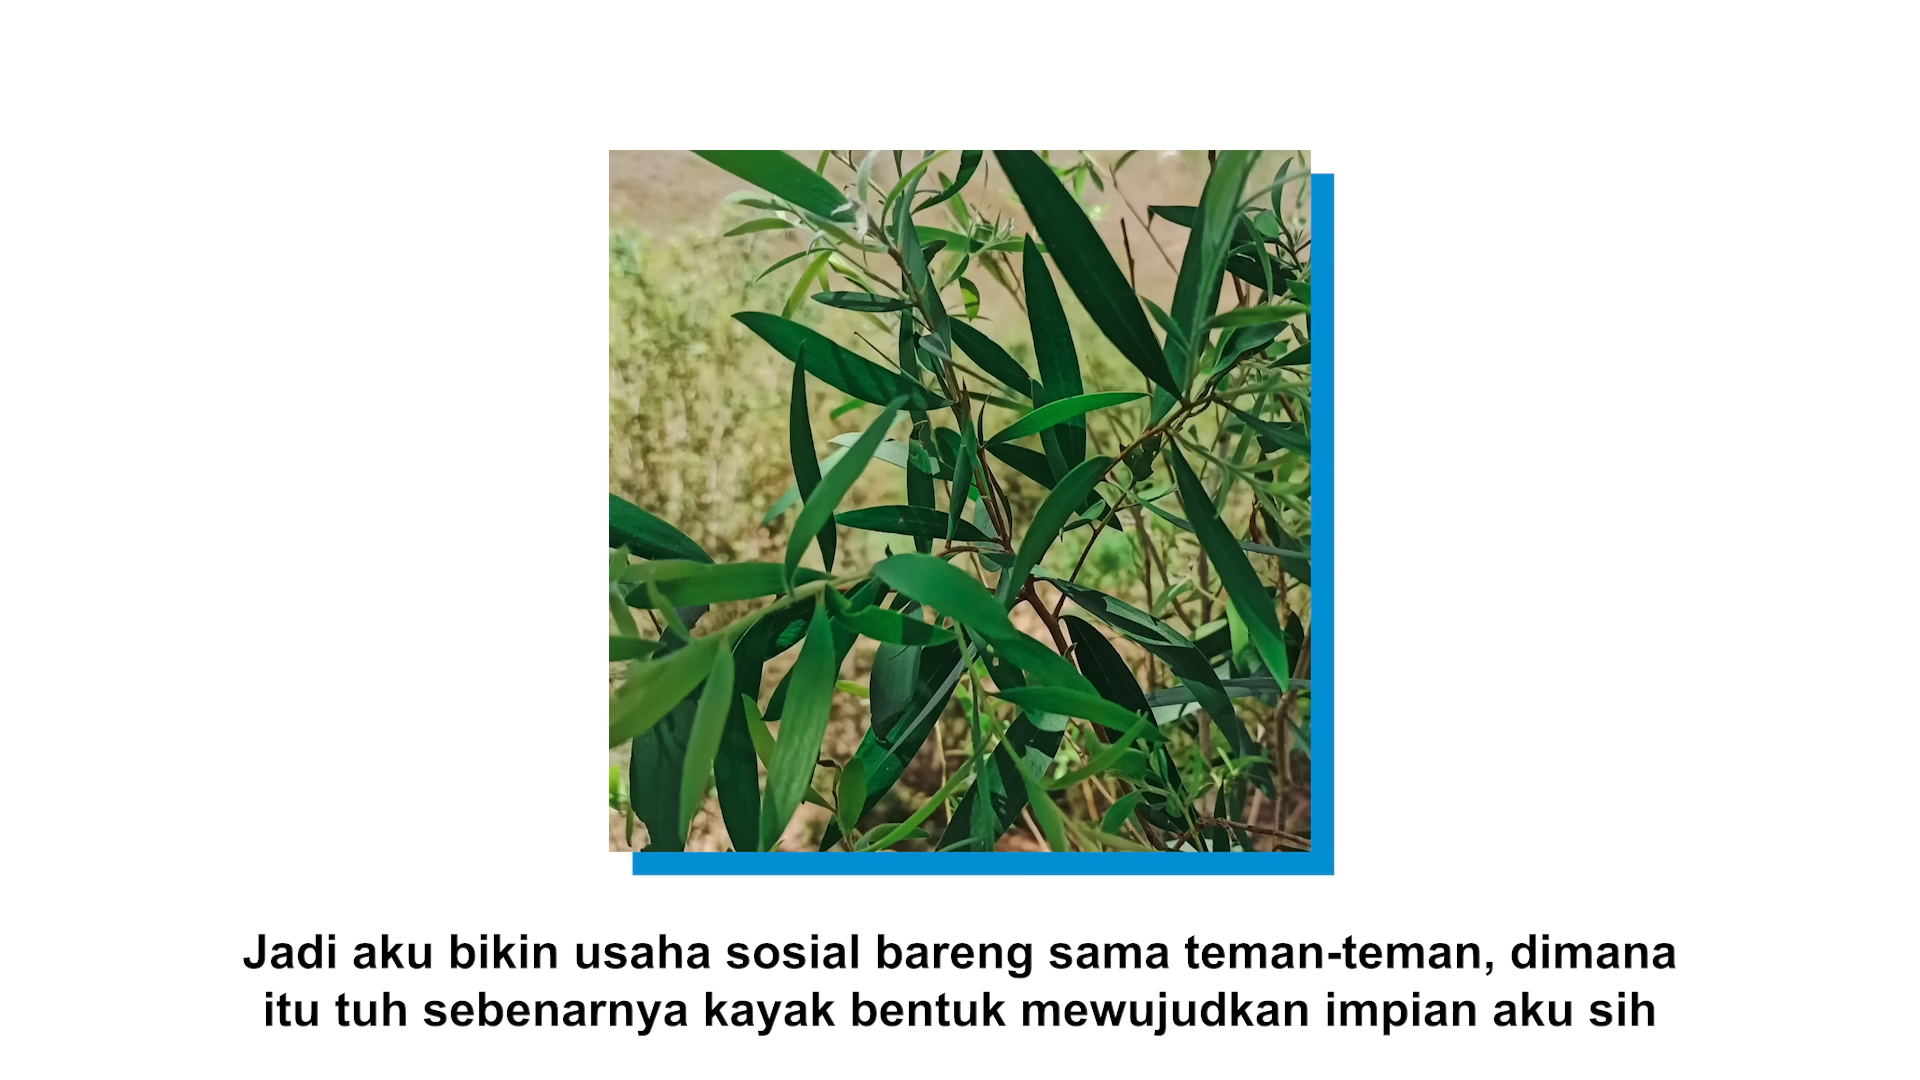 Jadi aku bikin usaha sosial bareng sama teman-teman, dimana
itu tuh sebenarnya kayak bentuk mewujudkan impian aku sih